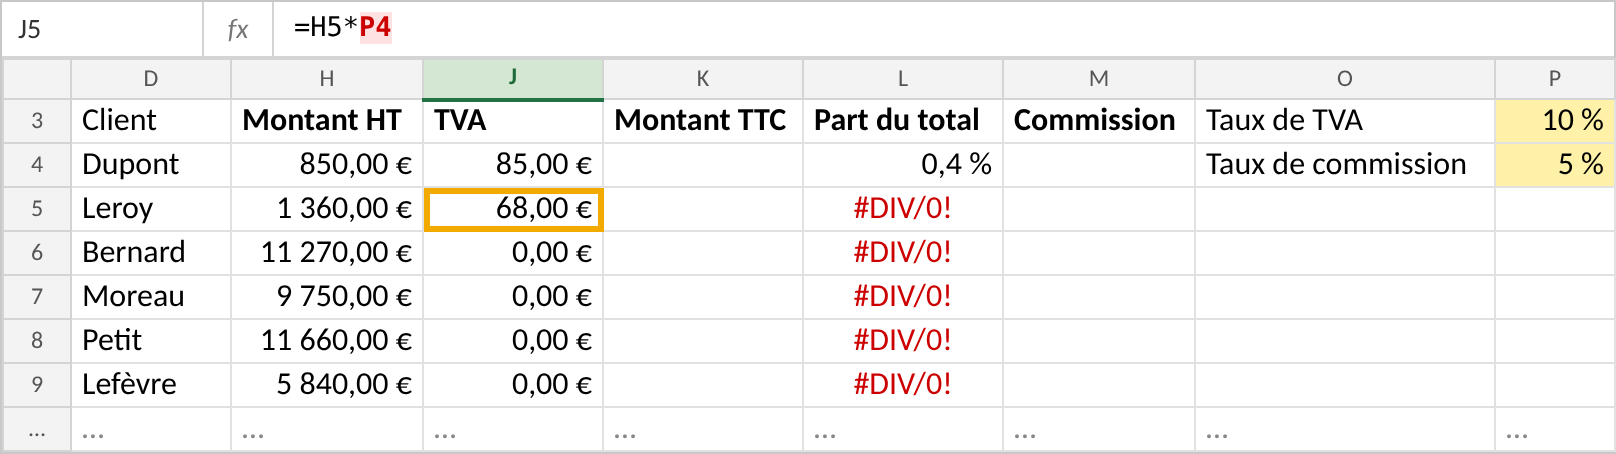 J5 fx =H5*P4
D H J K L M O P
3 Client Montant HT TVA Montant TTC Part du total Commission Taux de TVA 10 %
4 Dupont 850,00 € 85,00 € 0,4 % Taux de commission 5 %
5 Leroy 1 360,00 € 68,00 € #DIV/0!
6 Bernard 11 270,00 € 0,00 € #DIV/0!
7 Moreau 9 750,00 € 0,00 € #DIV/0!
8 Petit 11 660,00 € 0,00 € #DIV/0!
9 Lefèvre 5 840,00 € 0,00 € #DIV/0!
... ... ... ... ... ... ... ... ...